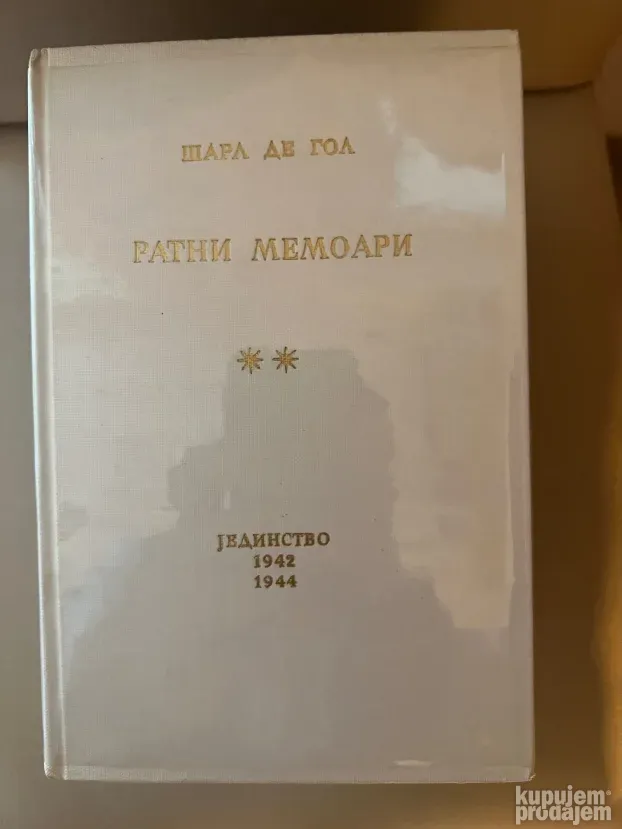 ШАРЛ ДЕ ГОЛ
РАТНИ МЕМОАРИ
ЈЕДИНСТВО
1942
1944
kupujem
prodajem